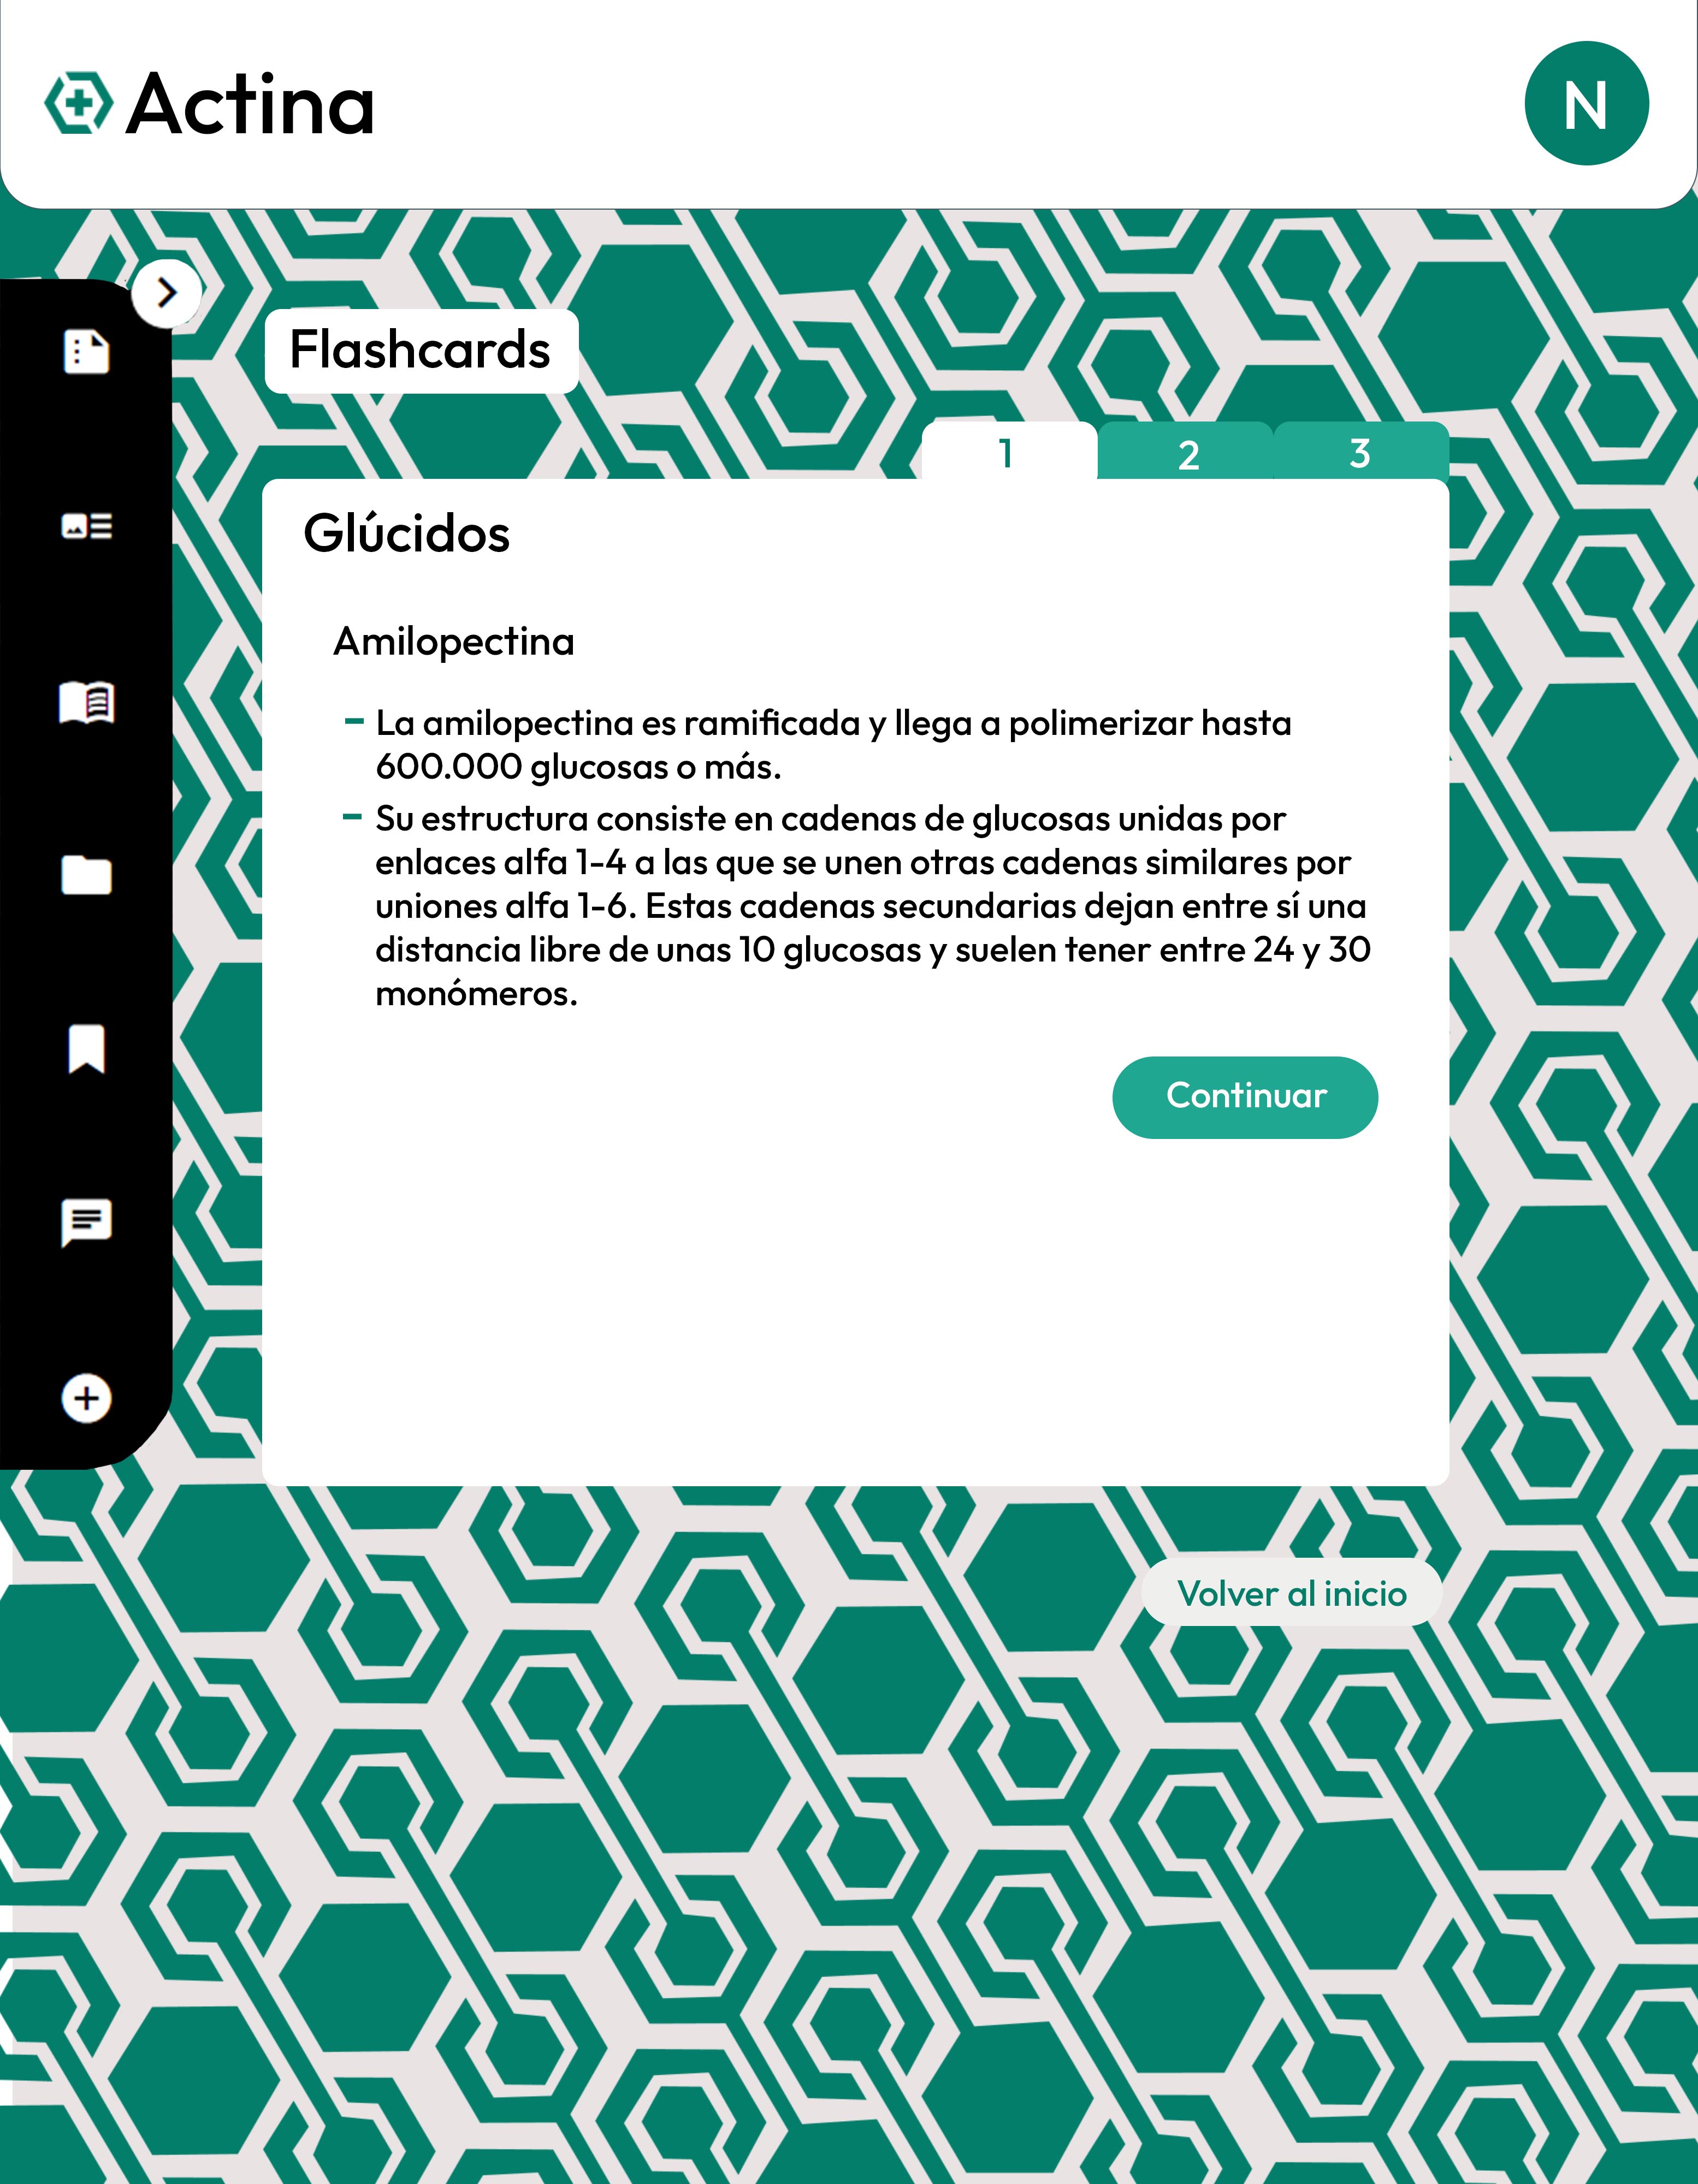 Actina
N
Flashcards
1
2
3
Glúcidos
Amilopectina
- La amilopectina es ramificada y llega a polimerizar hasta
600.000 glucosas o más.
- Su estructura consiste en cadenas de glucosas unidas por
enlaces alfa 1-4 a las que se unen otras cadenas similares por
uniones alfa 1-6. Estas cadenas secundarias dejan entre sí una
distancia libre de unas 10 glucosas y suelen tener entre 24 y 30
monómeros.
Continuar
Volver al inicio